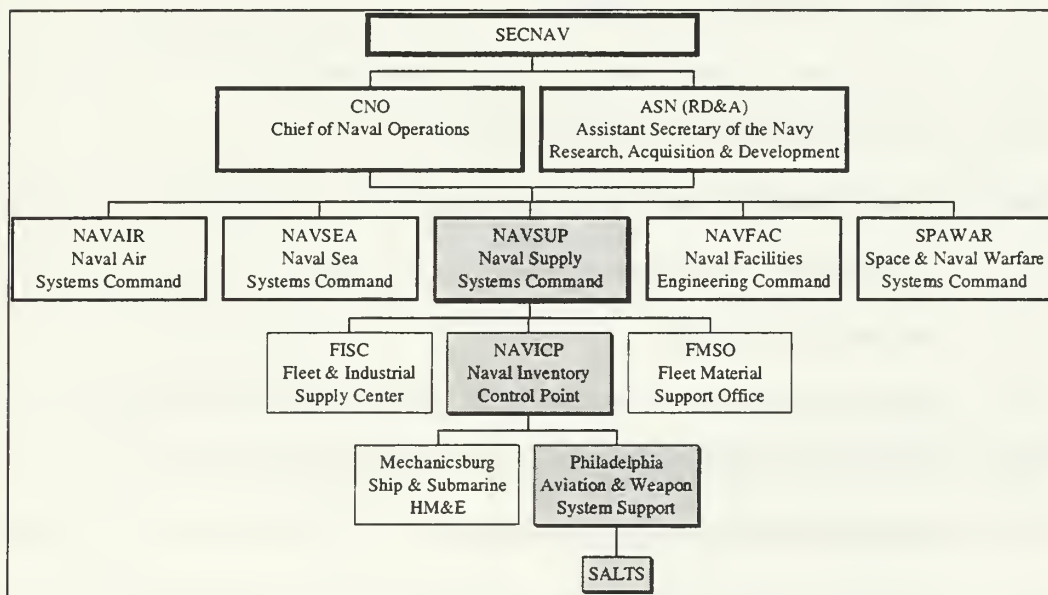 SECNAV
CNO
Chief of Naval Operations
ASN (RD&A)
Assistant Secretary of the Navy
Research, Acquisition & Development
NAVAIR
Naval Air
Systems Command
NAVSEA
Naval Sea
Systems Command
NAVSUP
Naval Supply
Systems Command
NAVFAC
Naval Facilities
Engineering Command
SPAWAR
Space & Naval Warfare
Systems Command
FISC
Fleet & Industrial
Supply Center
NAVICP
Naval Inventory
Control Point
FMSO
Fleet Material
Support Office
Mechanicsburg
Ship & Submarine
HM&E
Philadelphia
Aviation & Weapon
System Support
SALTS